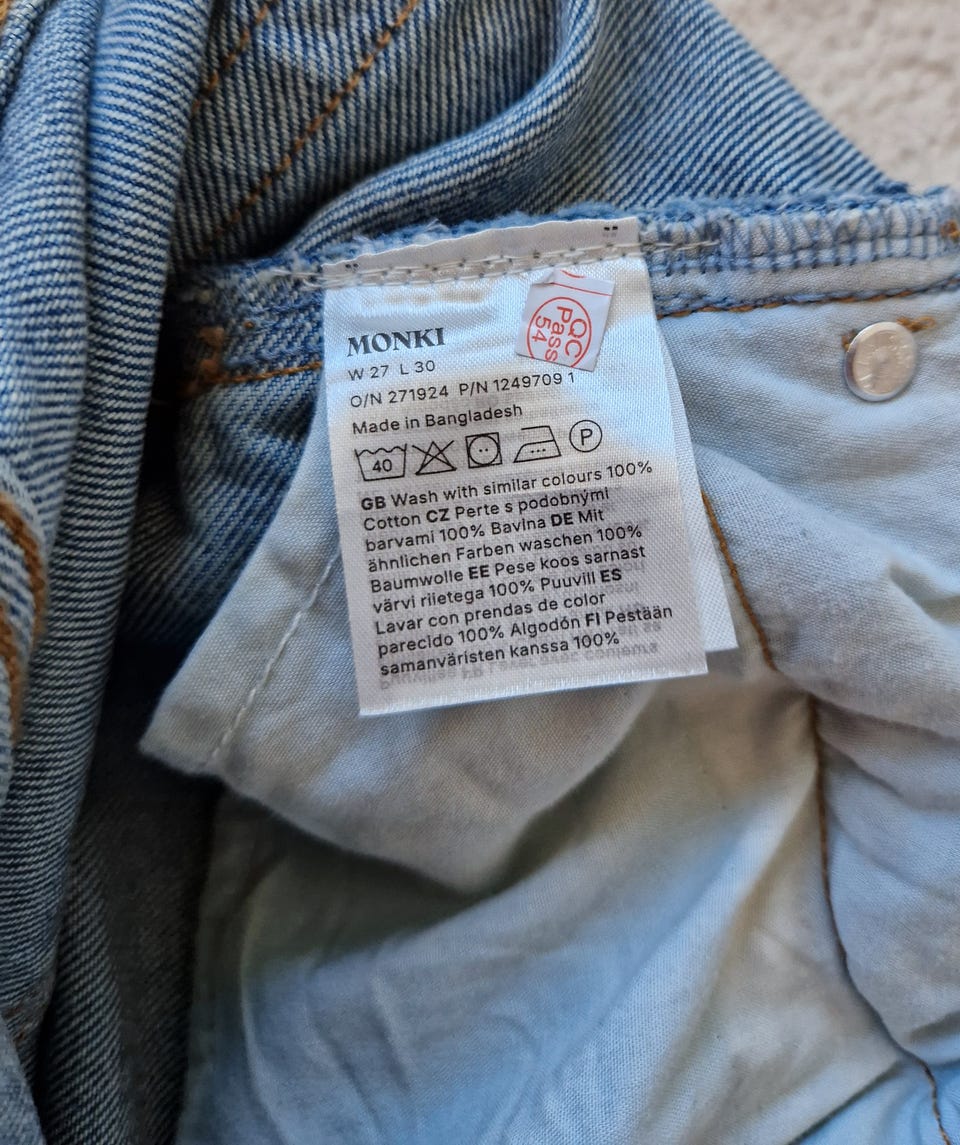 MONKI
QC
Pass
54
W 27 L 30
O/N 271924 P/N 1249709 1
Made in Bangladesh
40
P
GB Wash with similar colours 100%
Cotton CZ Perte s podobnými
barvami 100% Bavlna DE Mit
ähnlichen Farben waschen 100%
Baumwolle EE Pese koos sarnast
värvi riietega 100% Puuvill ES
Lavar con prendas de color
parecido 100% Algodón FI Pestään
samanväristen kanssa 100%